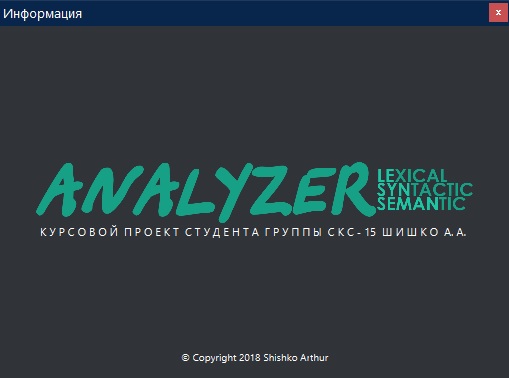 Информация
x
ANALYZER
LEXICAL
SYNTACTIC
SEMANTIC
КУРСОВОЙ ПРОЕКТ СТУДЕНТА ГРУППЫ СКС-15 ШИШКО А.А.
© Copyright 2018 Shishko Arthur